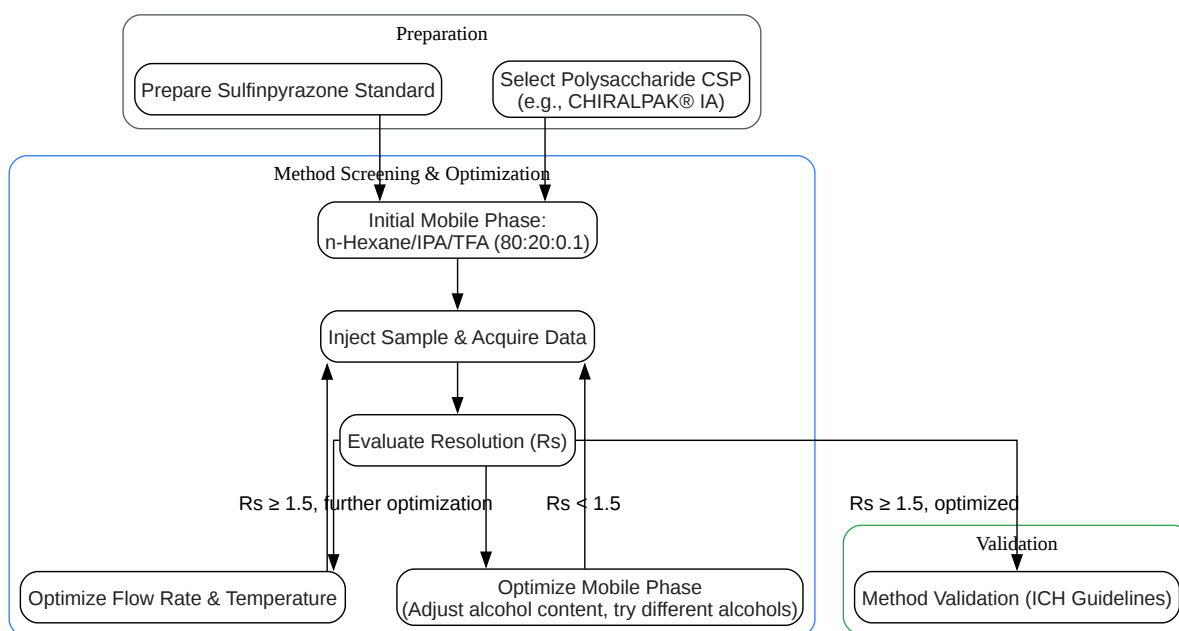 Preparation
Prepare Sulfinpyrazone Standard
Select Polysaccharide CSP
(e.g., CHIRALPAK® IA)
Method Screening & Optimization
Initial Mobile Phase:
n-Hexane/IPA/TFA (80:20:0.1)
Inject Sample & Acquire Data
Evaluate Resolution (Rs)
Rs ≥ 1.5, further optimization
Rs < 1.5
Rs ≥ 1.5, optimized
Optimize Flow Rate & Temperature
Optimize Mobile Phase
(Adjust alcohol content, try different alcohols)
Validation
Method Validation (ICH Guidelines)